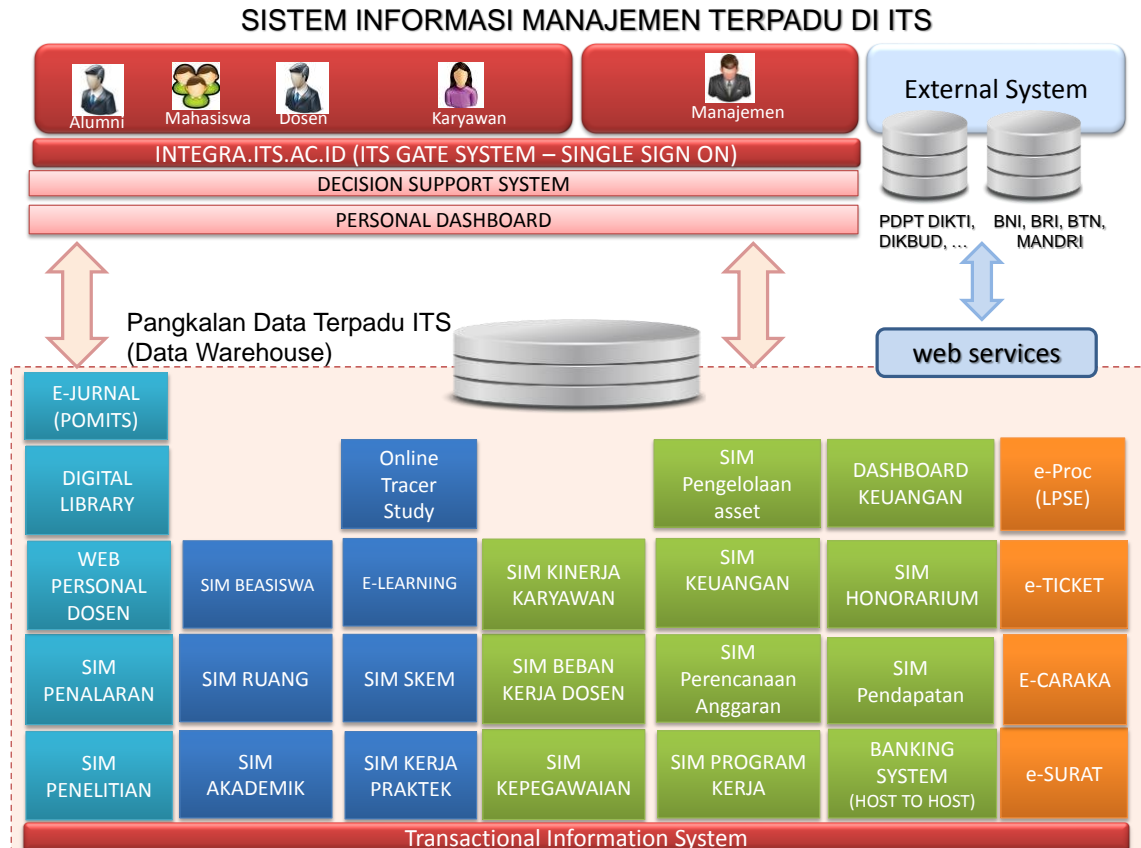 SISTEM INFORMASI MANAJEMEN TERPADU DI ITS
Alumni
Mahasiswa
Dosen
Karyawan
Manajemen
External System
INTEGRA.ITS.AC.ID (ITS GATE SYSTEM – SINGLE SIGN ON)
DECISION SUPPORT SYSTEM
PERSONAL DASHBOARD
PDPT DIKTI,
DIKBUD, ...
BNI, BRI, BTN,
MANDRI
Pangkalan Data Terpadu ITS
(Data Warehouse)
web services
E-JURNAL
(POMITS)
DIGITAL
LIBRARY
Online
Tracer
Study
SIM
Pengelolaan
asset
DASHBOARD
KEUANGAN
e-Proc
(LPSE)
WEB
PERSONAL
DOSEN
SIM BEASISWA
E-LEARNING
SIM KINERJA
KARYAWAN
SIM
KEUANGAN
SIM
HONORARIUM
e-TICKET
SIM
PENALARAN
SIM RUANG
SIM SKEM
SIM BEBAN
KERJA DOSEN
SIM
Perencanaan
Anggaran
SIM
Pendapatan
E-CARAKA
SIM
PENELITIAN
SIM
AKADEMIK
SIM KERJA
PRAKTEK
SIM
KEPEGAWAIAN
SIM PROGRAM
KERJA
BANKING
SYSTEM
(HOST TO HOST)
e-SURAT
Transactional Information System